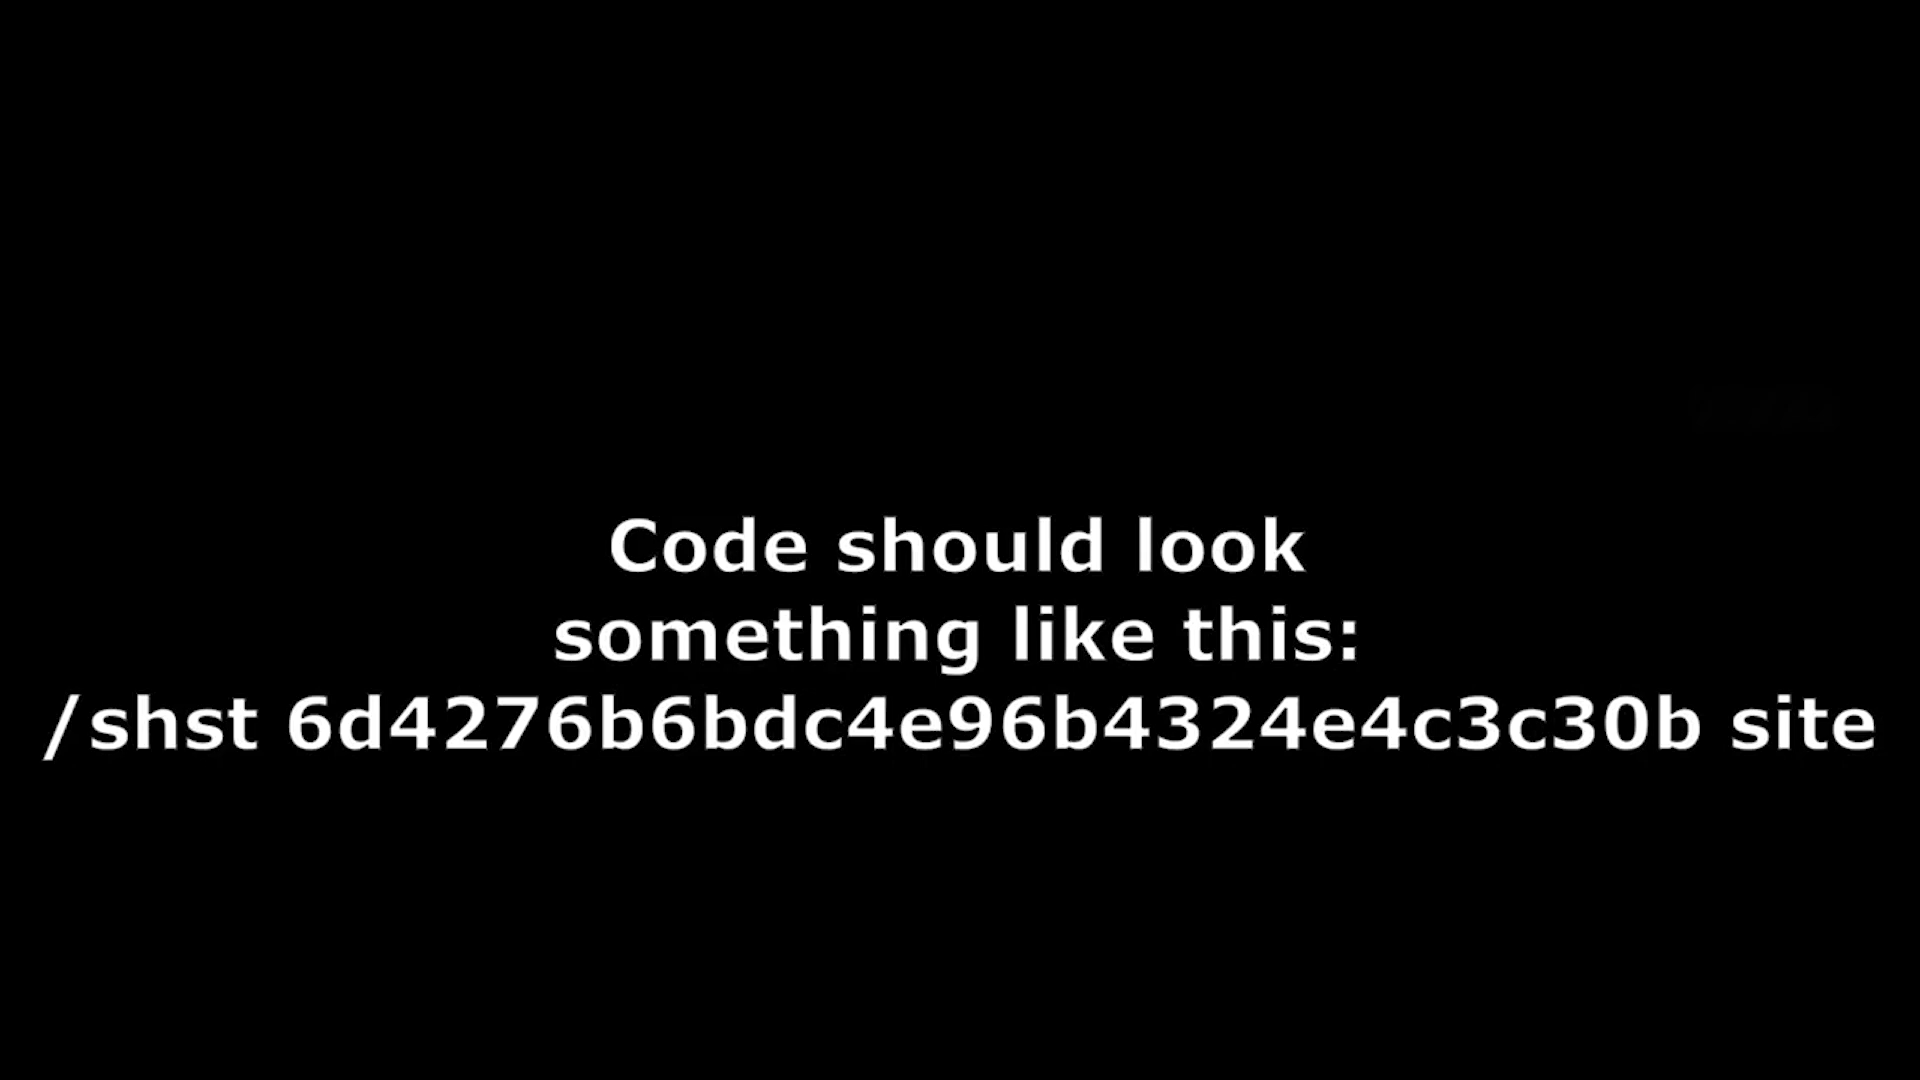 Code should look
something like this:
/shst 6d4276b6bdc4e96b4324e4c3c30b site